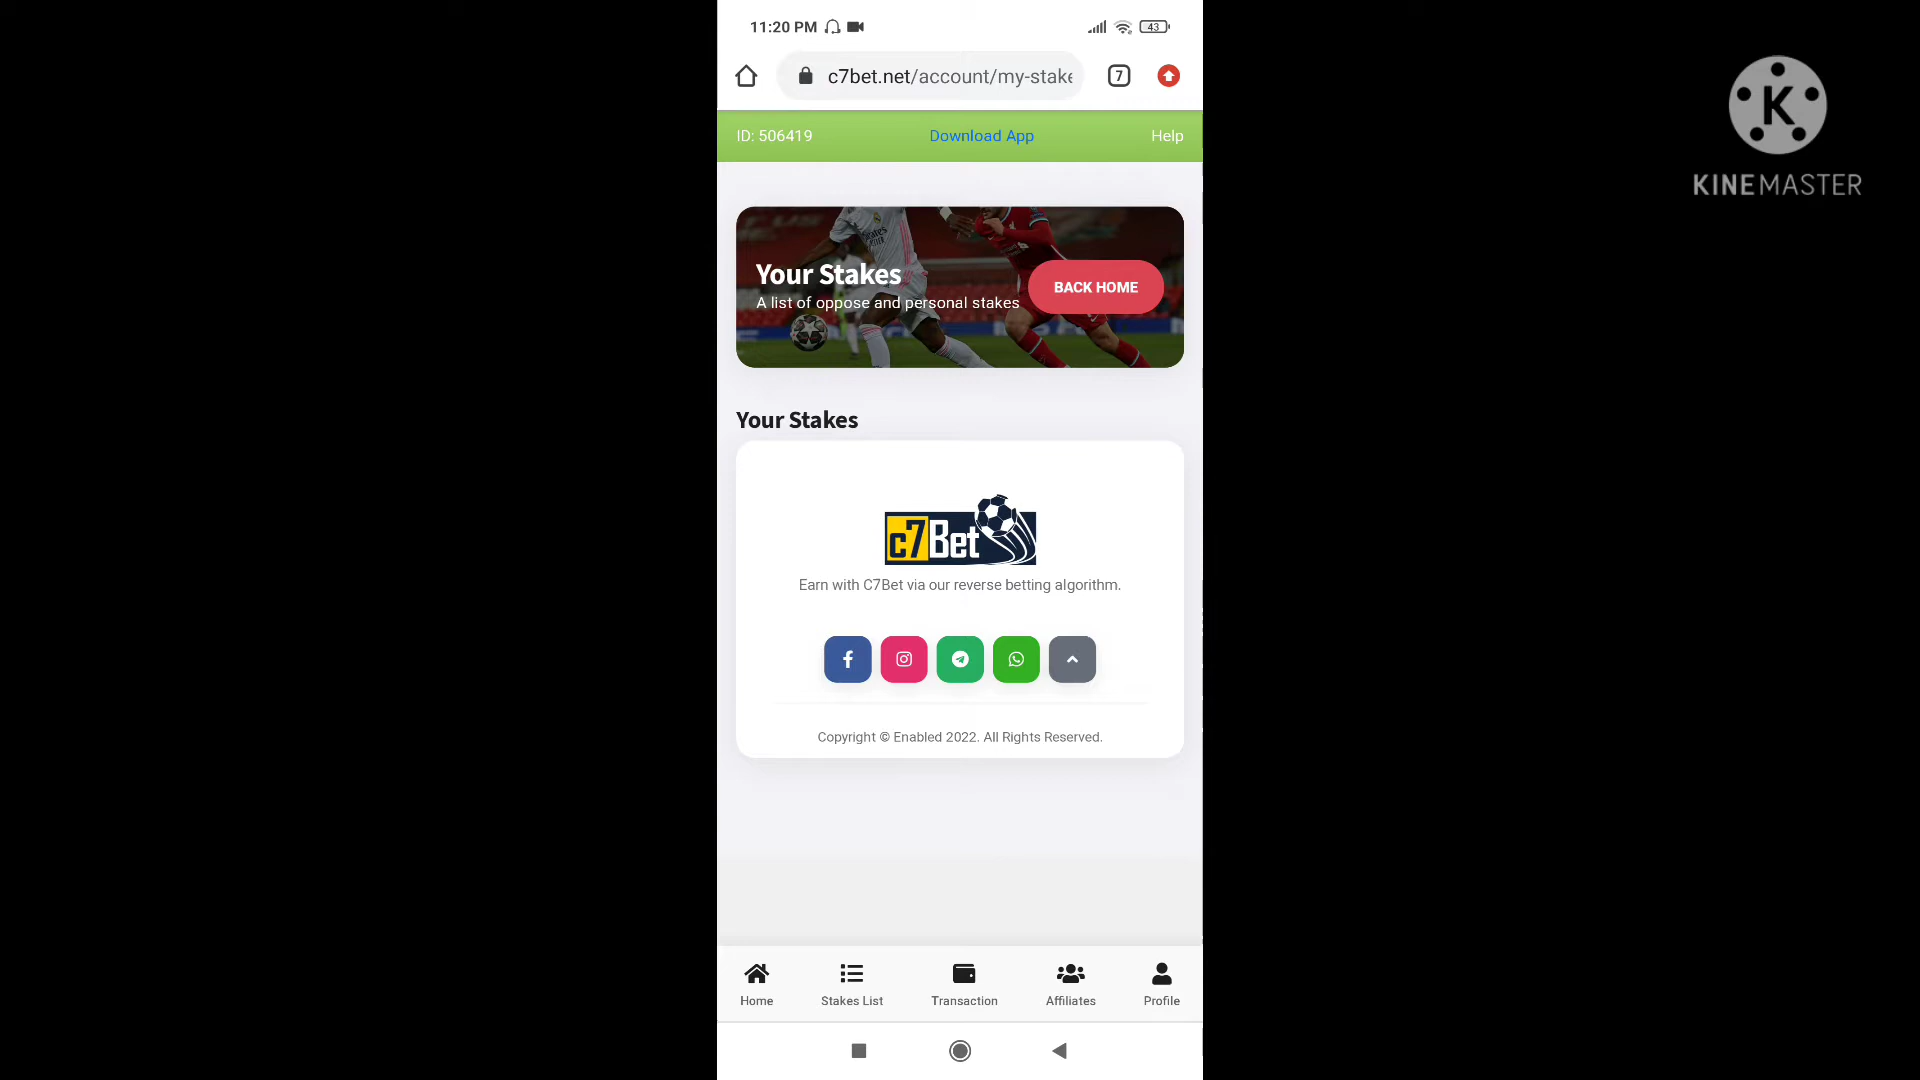 11:20 PM
43
c7bet.net/account/my-stake
7
ID: 506419
Download App
Help
Your Stakes
A list of oppose and personal stakes
BACK HOME
Your Stakes
c7Bet
Earn with C7Bet via our reverse betting algorithm.
Copyright © Enabled 2022. All Rights Reserved.
Home
Stakes List
Transaction
Affiliates
Profile
K
KINEMASTER